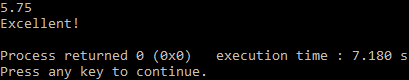 5.75
Excellent!
Process returned 0 (0x0)   execution time : 7.180 s
Press any key to continue.